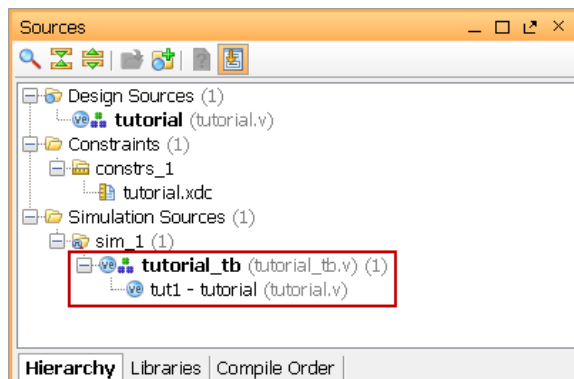 Sources
Design Sources (1)
tutorial (tutorial.v)
Constraints (1)
constrs_1
tutorial.xdc
Simulation Sources (1)
sim_1 (1)
tutorial_tb (tutorial_tb.v) (1)
tut1 - tutorial (tutorial.v)
Hierarchy Libraries Compile Order